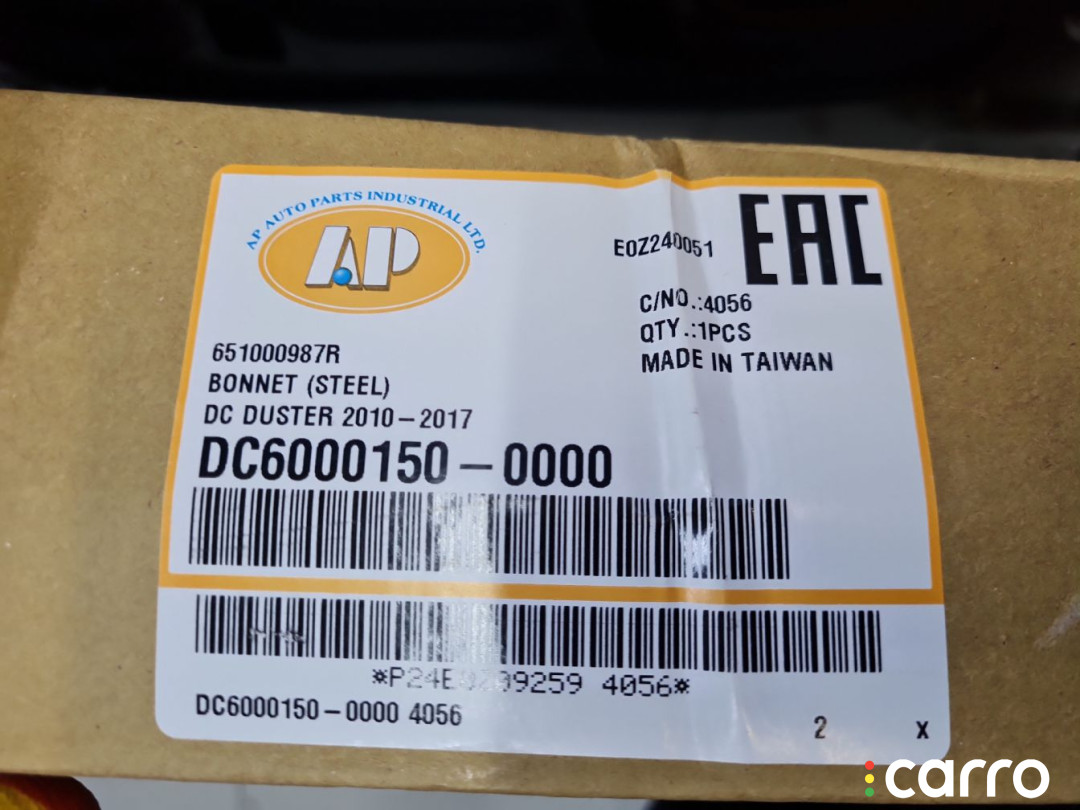 AP AUTO PARTS INDUSTRIAL LTD.
AP
E0Z240051
EAC
C/NO.:4056
QTY.:1PCS
MADE IN TAIWAN
651000987R
BONNET (STEEL)
DC DUSTER 2010-2017
DC6000150-0000
4056*
DC6000150-0000 4056
2 X
carro